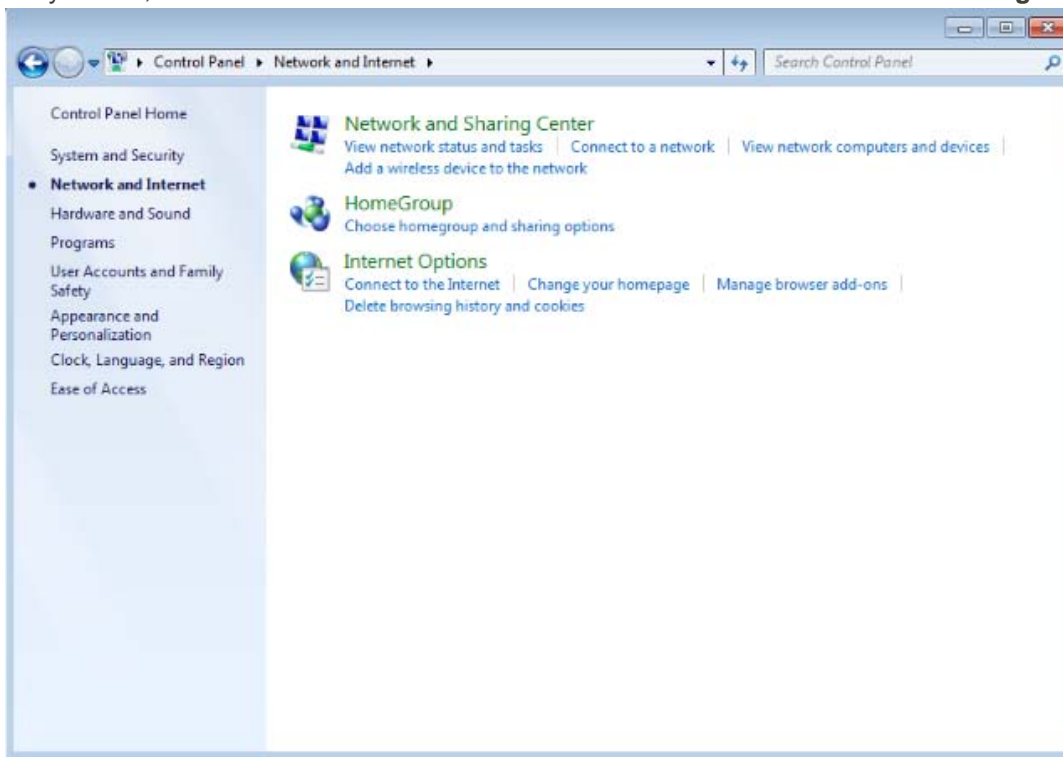 Control Panel ▸ Network and Internet ▸
Search Control Panel
Control Panel Home
System and Security
• Network and Internet
Hardware and Sound
Programs
User Accounts and Family
Safety
Appearance and
Personalization
Clock, Language, and Region
Ease of Access
Network and Sharing Center
View network status and tasks | Connect to a network | View network computers and devices |
Add a wireless device to the network
HomeGroup
Choose homegroup and sharing options
Internet Options
Connect to the Internet | Change your homepage | Manage browser add-ons |
Delete browsing history and cookies